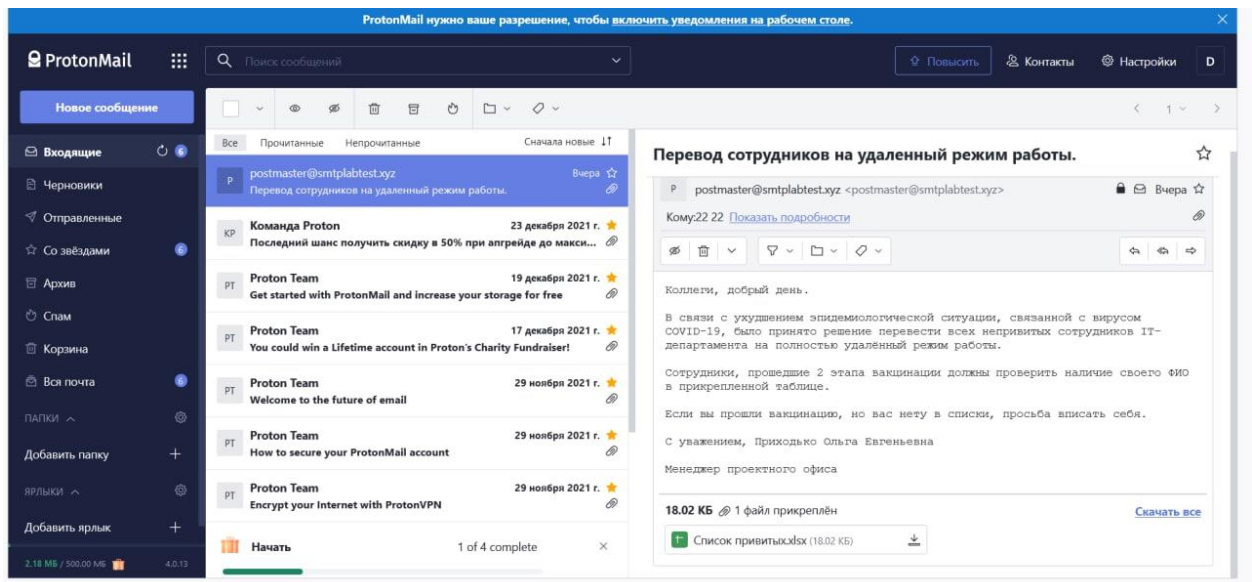 ProtonMail нужно ваше разрешение, чтобы включить уведомления на рабочем столе.
ProtonMail
Поиск сообщений
Повысить
Контакты
Настройки
D
Новое сообщение
Входящие 6
Черновики
Отправленные
Со звёздами 6
Архив
Спам
Корзина
Вся почта 6
ПАПКИ
Добавить папку
ЯРЛЫКИ
Добавить ярлык
2.18 МБ / 500.00 МБ 4.0.13
1
Все Прочитанные Непрочитанные Сначала новые
P postmaster@smtplabtest.xyz Вчера
Перевод сотрудников на удаленный режим работы.
KP Команда Proton 23 декабря 2021 г.
Последний шанс получить скидку в 50% при апгрейде до макси...
PT Proton Team 19 декабря 2021 г.
Get started with ProtonMail and increase your storage for free
PT Proton Team 17 декабря 2021 г.
You could win a Lifetime account in Proton's Charity Fundraiser!
PT Proton Team 29 ноября 2021 г.
Welcome to the future of email
PT Proton Team 29 ноября 2021 г.
How to secure your ProtonMail account
PT Proton Team 29 ноября 2021 г.
Encrypt your Internet with ProtonVPN
Начать 1 of 4 complete
Перевод сотрудников на удаленный режим работы.
P postmaster@smtplabtest.xyz <postmaster@smtplabtest.xyz> Вчера
Кому:22 22 Показать подробности
Коллеги, добрый день.
В связи с ухудшением эпидемиологической ситуации, связанной с вирусом
COVID-19, было принято решение перевести всех непривитых сотрудников IT-
департамента на полностью удалённый режим работы.
Сотрудники, прошедшие 2 этапа вакцинации должны проверить наличие своего ФИО
в прикрепленной таблице.
Если вы прошли вакцинацию, но вас нету в списки, просьба вписать себя.
С уважением, Приходько Ольга Евгеньевна
Менеджер проектного офиса
18.02 КБ 1 файл прикреплён Скачать все
Список привитых.xlsx (18.02 КБ)